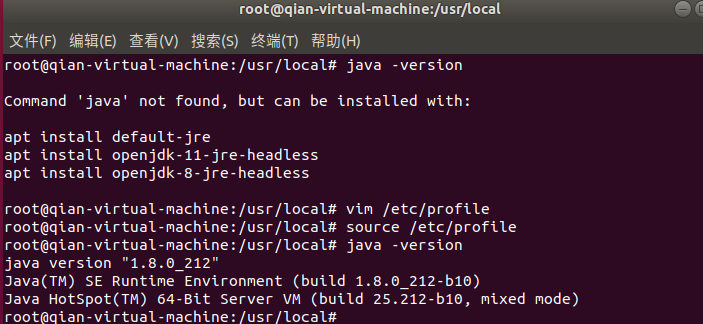 root@qian-virtual-machine:/usr/local
文件(F) 编辑(E) 查看(V) 搜索(S) 终端(T) 帮助(H)
root@qian-virtual-machine:/usr/local# java -version
Command 'java' not found, but can be installed with:
apt install default-jre
apt install openjdk-11-jre-headless
apt install openjdk-8-jre-headless
root@qian-virtual-machine:/usr/local# vim /etc/profile
root@qian-virtual-machine:/usr/local# source /etc/profile
root@qian-virtual-machine:/usr/local# java -version
java version "1.8.0_212"
Java(TM) SE Runtime Environment (build 1.8.0_212-b10)
Java HotSpot(TM) 64-Bit Server VM (build 25.212-b10, mixed mode)
root@qian-virtual-machine:/usr/local#